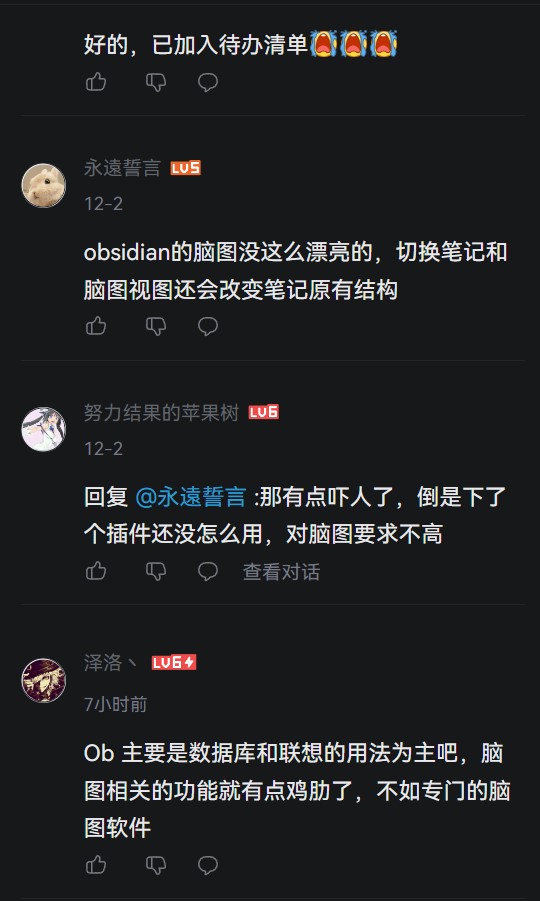 好的，已加入待办清单😭😭😭
永遠誓言 LV5
12-2
obsidian的脑图没这么漂亮的，切换笔记和
脑图视图还会改变笔记原有结构
努力结果的苹果树 LV6
12-2
回复 @永遠誓言 :那有点吓人了，倒是下了
个插件还没怎么用，对脑图要求不高
查看对话
泽洛丶 LV6
7小时前
Ob 主要是数据库和联想的用法为主吧，脑
图相关的功能就有点鸡肋了，不如专门的脑
图软件